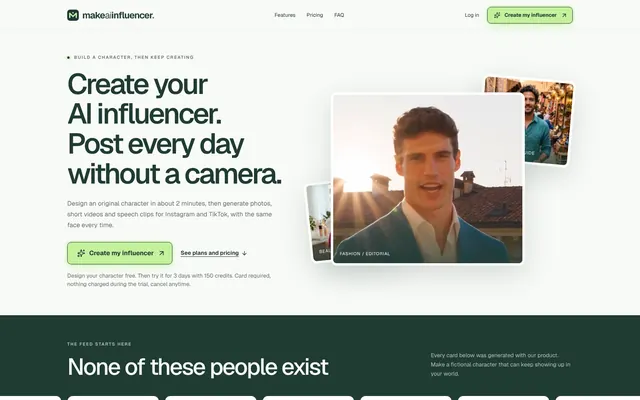 makeaiinfluencer.
Features
Pricing
FAQ
Log in
Create my influencer
BUILD A CHARACTER, THEN KEEP CREATING
Create your
AI influencer.
Post every day
without a camera.
Design an original character in about 2 minutes, then generate photos,
short videos and speech clips for Instagram and TikTok, with the same
face every time.
Create my influencer
See plans and pricing
Design your character free. Then try it for 3 days with 150 credits. Card required,
nothing charged during the trial, cancel anytime.
FASHION / EDITORIAL
THE FEED STARTS HERE
None of these people exist
Every card below was generated with our product.
Make a fictional character that can keep showing up in
your world.